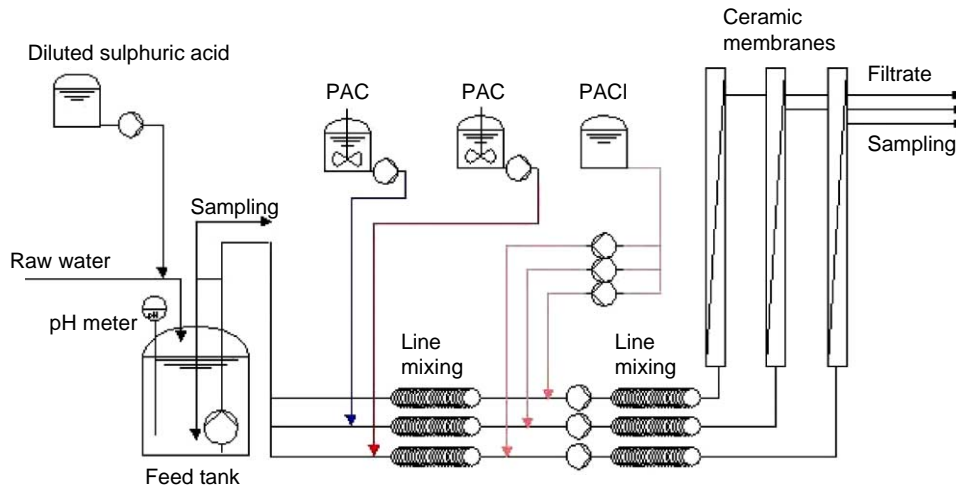 Ceramic
membranes
Diluted sulphuric acid
PAC
PAC
PACl
Filtrate
Sampling
Sampling
Raw water
pH meter
pH
Line
mixing
Line
mixing
Feed tank